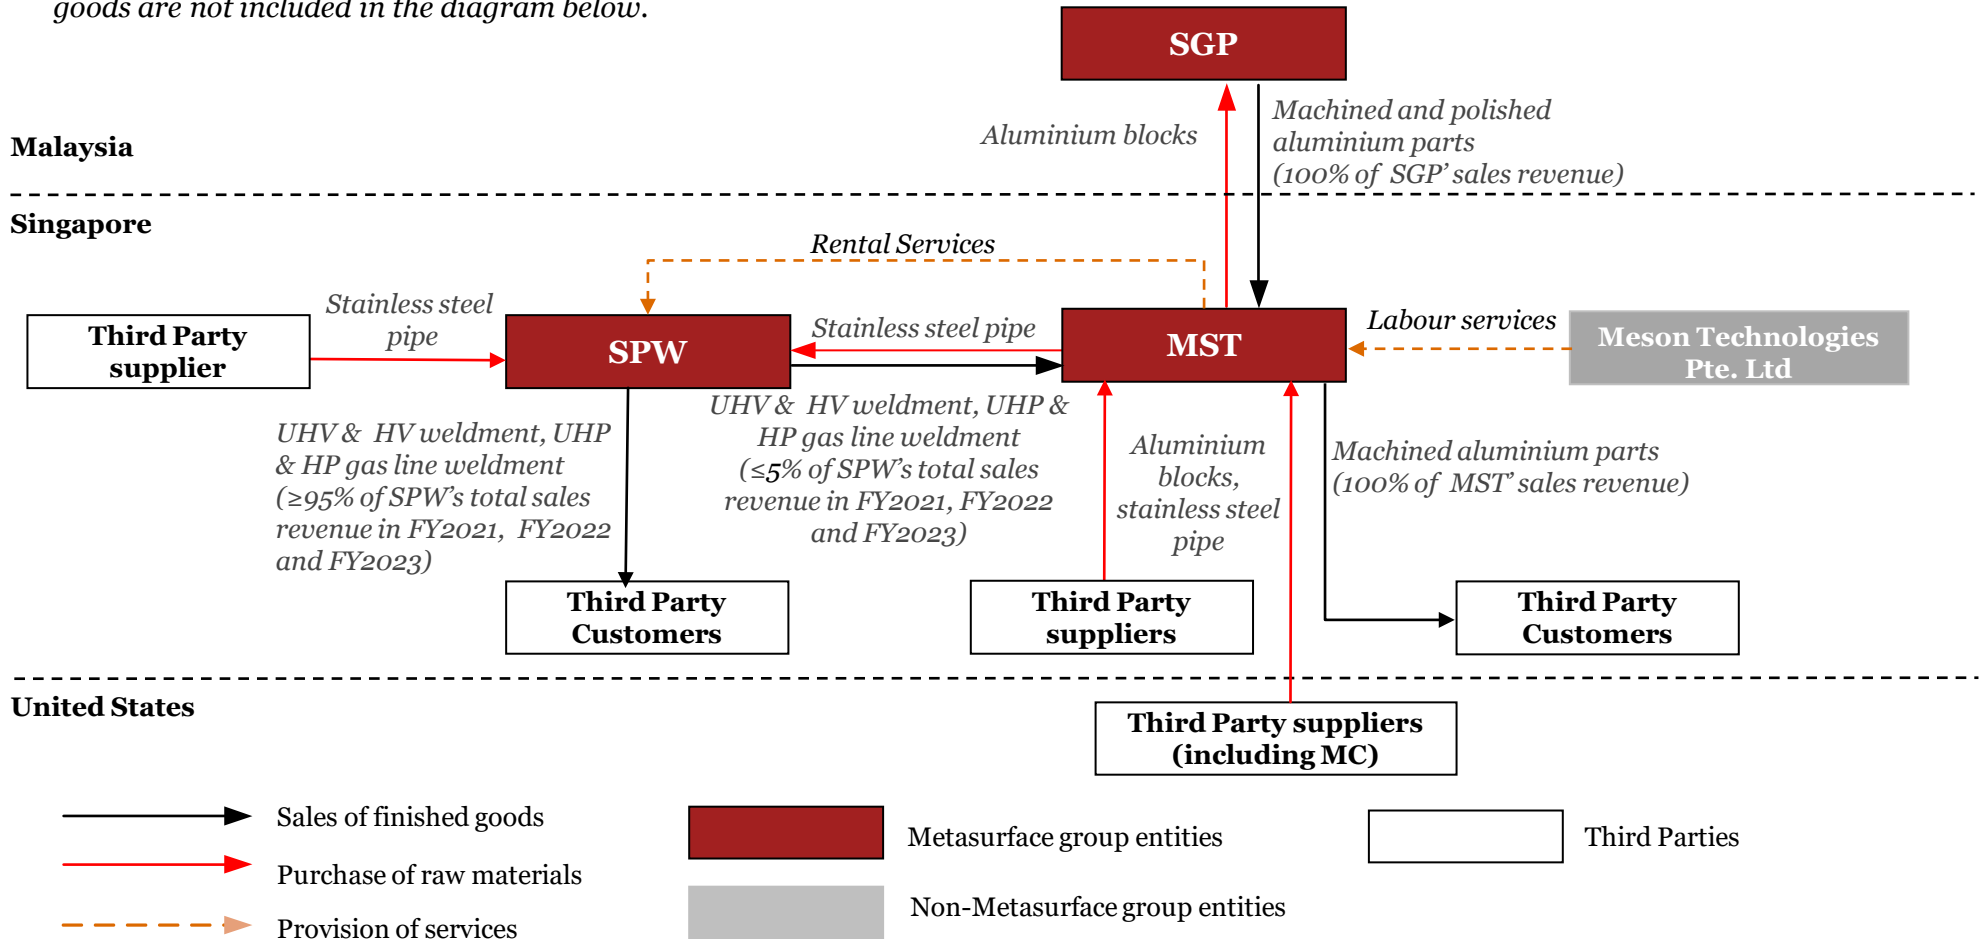 goods are not included in the diagram below.
SGP
Aluminium blocks
Machined and polished
aluminium parts
(100% of SGP' sales revenue)
Malaysia
Singapore
Rental Services
Third Party
supplier
Stainless steel
pipe
SPW
Stainless steel pipe
MST
Labour services
Meson Technologies
Pte. Ltd
UHV & HV weldment, UHP
& HP gas line weldment
(≥95% of SPW's total sales
revenue in FY2021, FY2022
and FY2023)
UHV & HV weldment, UHP &
HP gas line weldment
(≤5% of SPW's total sales
revenue in FY2021, FY2022
and FY2023)
Aluminium
blocks,
stainless steel
pipe
Machined aluminium parts
(100% of MST' sales revenue)
Third Party
Customers
Third Party
suppliers
Third Party
Customers
United States
Third Party suppliers
(including MC)
Sales of finished goods
Purchase of raw materials
Provision of services
Metasurface group entities
Non-Metasurface group entities
Third Parties